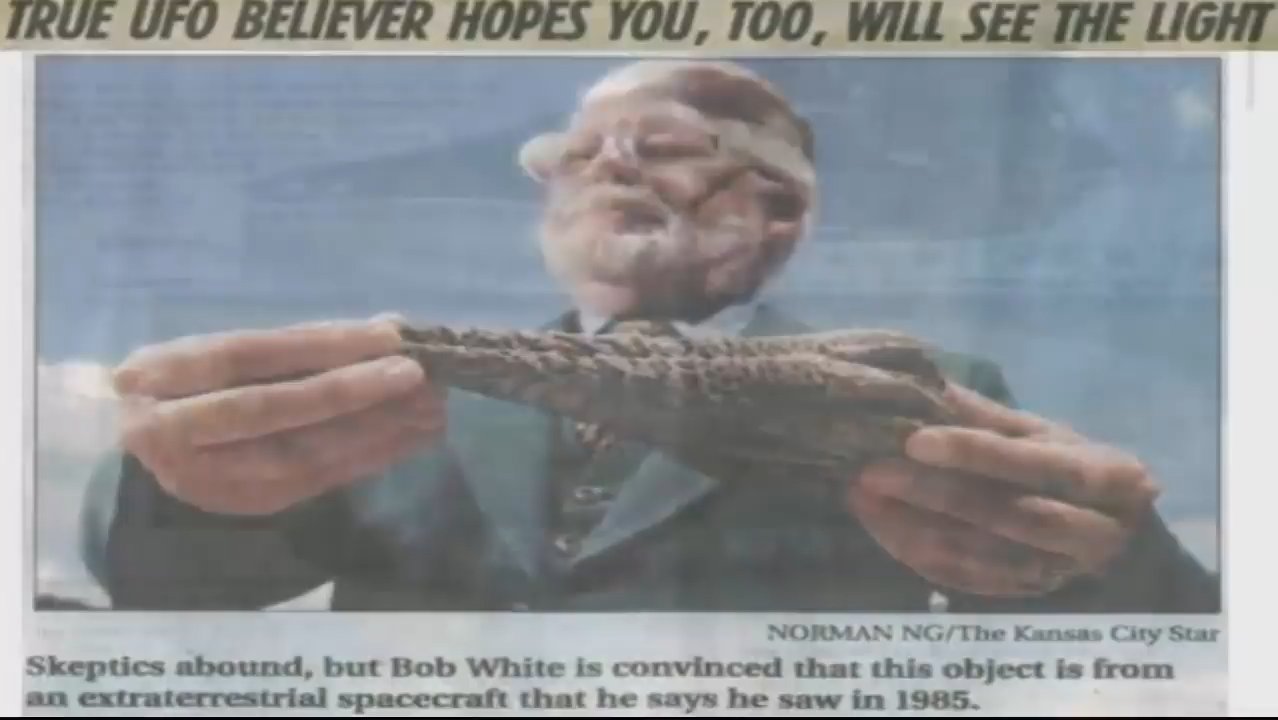 TRUE UFO BELIEVER HOPES YOU, TOO, WILL SEE THE LIGHT
NORMAN NG/The Kansas City Star
Skeptics abound, but Bob White is convinced that this object is from
an extraterrestrial spacecraft that he says he saw in 1985.